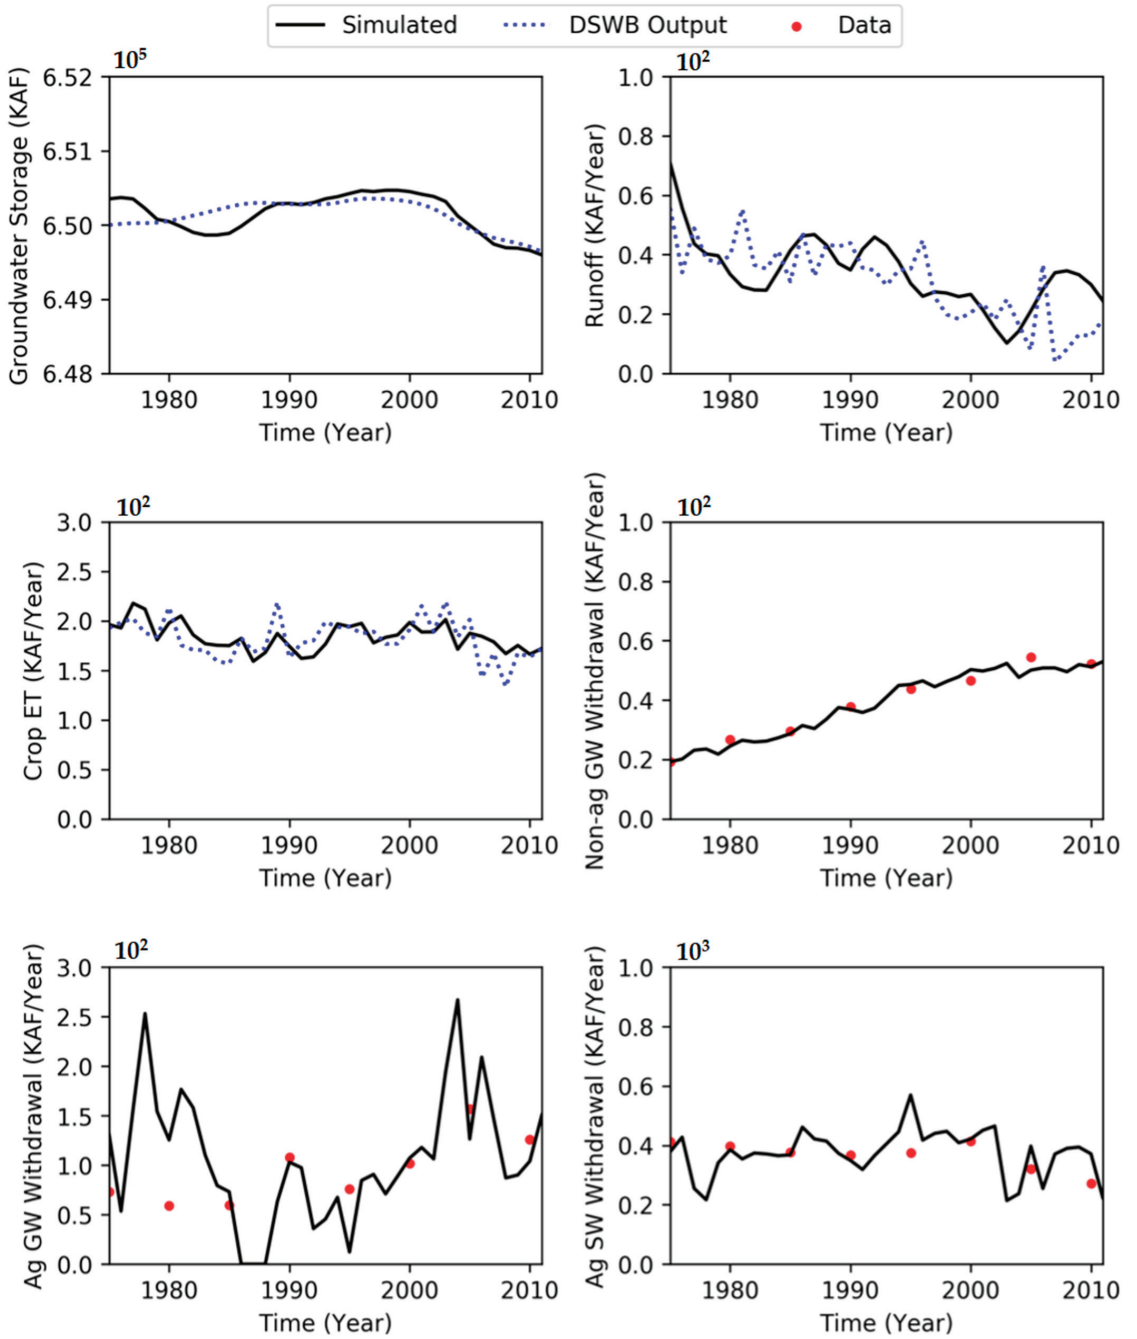 Simulated DSWB Output Data
10⁵
Groundwater Storage (KAF)
6.52
6.51
6.50
6.49
6.48
1980 1990 2000 2010
Time (Year)
10²
Runoff (KAF/Year)
1.0
0.8
0.6
0.4
0.2
0.0
1980 1990 2000 2010
Time (Year)
10²
Crop ET (KAF/Year)
3.0
2.5
2.0
1.5
1.0
0.5
0.0
1980 1990 2000 2010
Time (Year)
10²
Non-ag GW Withdrawal (KAF/Year)
1.0
0.8
0.6
0.4
0.2
0.0
1980 1990 2000 2010
Time (Year)
10²
Ag GW Withdrawal (KAF/Year)
3.0
2.5
2.0
1.5
1.0
0.5
0.0
1980 1990 2000 2010
Time (Year)
10³
Ag SW Withdrawal (KAF/Year)
1.0
0.8
0.6
0.4
0.2
0.0
1980 1990 2000 2010
Time (Year)